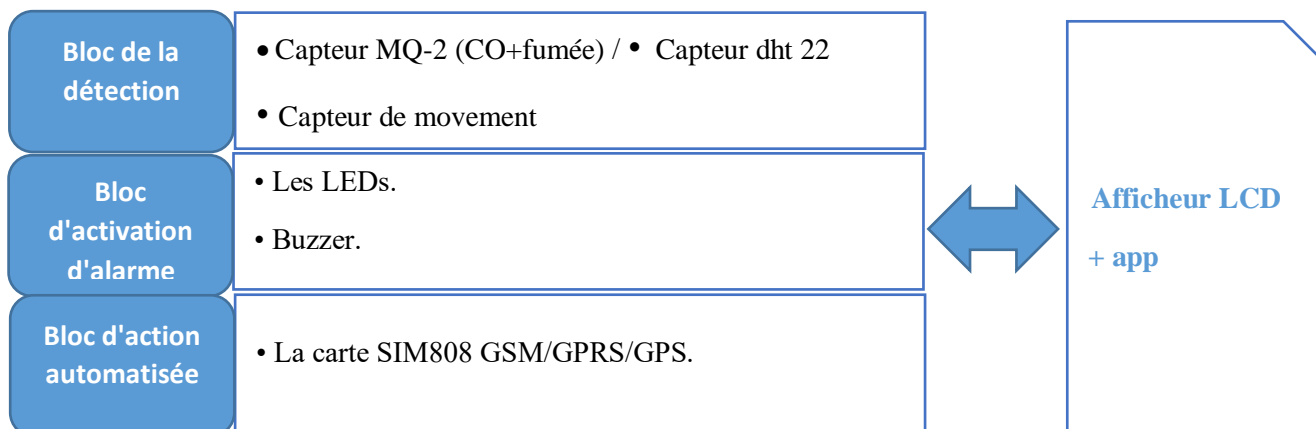 Bloc de la
détection
• Capteur MQ-2 (CO+fumée) / • Capteur dht 22
• Capteur de movement
Bloc
d'activation
d'alarme
• Les LEDs.
• Buzzer.
Bloc d'action
automatisée
• La carte SIM808 GSM/GPRS/GPS.
Afficheur LCD
+ app